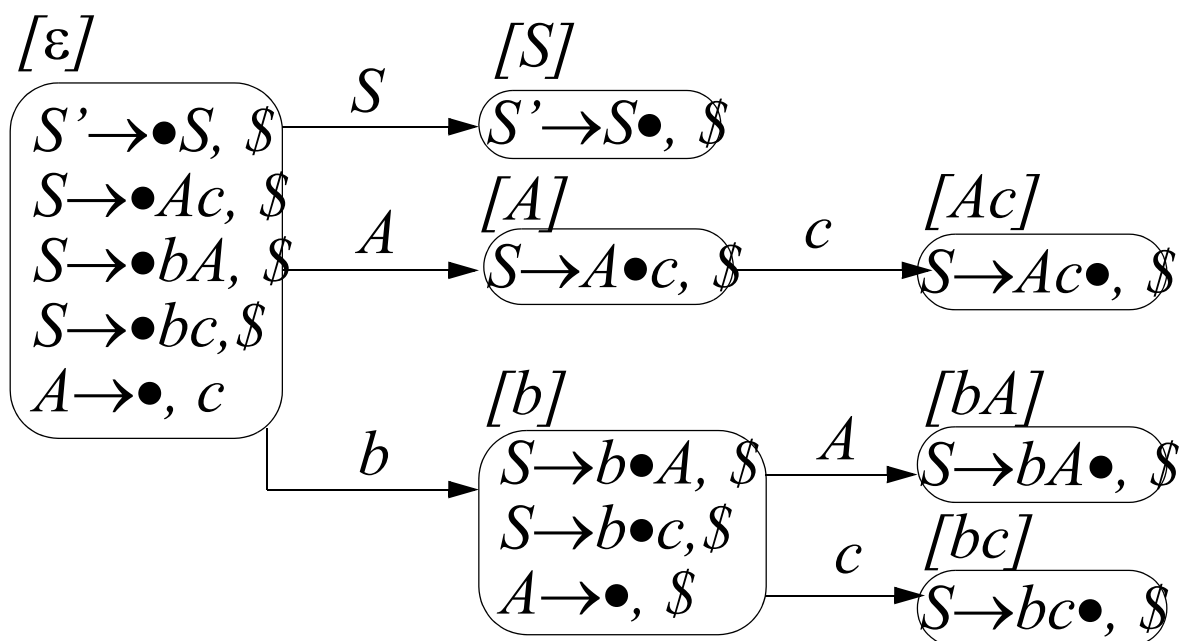 [ε]
S’→●S, $
S→●Ac, $
S→●bA, $
S→●bc,$
A→●, c
S
[S]
S’→S●, $
A
[A]
S→A●c, $
c
[Ac]
S→Ac●, $
b
[b]
S→b●A, $
S→b●c,$
A→●, $
A
[bA]
S→bA●, $
c
[bc]
S→bc●, $